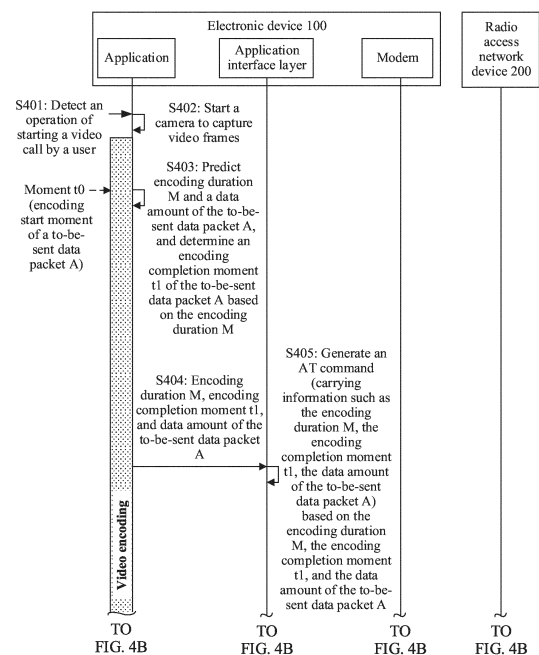 Electronic device 100
Application
Application
interface layer
Modem
Radio
access
network
device 200
S401: Detect an
operation of
starting a video
call by a user
S402: Start a
camera to capture
video frames
Moment t0
(encoding
start moment
of a to-be-
sent data
packet A)
S403: Predict
encoding duration
M and a data
amount of the to-be-
sent data packet A,
and determine an
encoding
completion moment
t1 of the to-be-sent
data packet A based
on the encoding
duration M
S404: Encoding
duration M, encoding
completion moment t1,
and data amount of the
to-be-sent data packet
A
S405: Generate an
AT command
(carrying
information such as
the encoding
duration M, the
encoding
completion moment
t1, the data amount
of the to-be-sent
data packet A)
based on the
encoding duration
M, the encoding
completion moment
t1, and the data
amount of the to-be-
sent data packet A
Video encoding
TO
FIG. 4B
TO
FIG. 4B
TO
FIG. 4B
TO
FIG. 4B